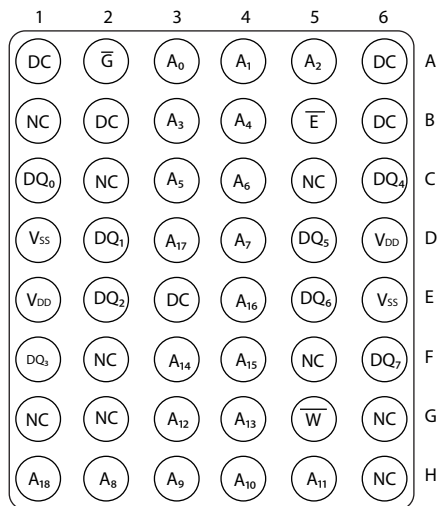 1 2 3 4 5 6
DC G̅ A₀ A₁ A₂ DC A
NC DC A₃ A₄ E̅ DC B
DQ₀ NC A₅ A₆ NC DQ₄ C
VSS DQ₁ A₁₇ A₇ DQ₅ VDD D
VDD DQ₂ DC A₁₆ DQ₆ VSS E
DQ₃ NC A₁₄ A₁₅ NC DQ₇ F
NC NC A₁₂ A₁₃ W̅ NC G
A₁₈ A₈ A₉ A₁₀ A₁₁ NC H